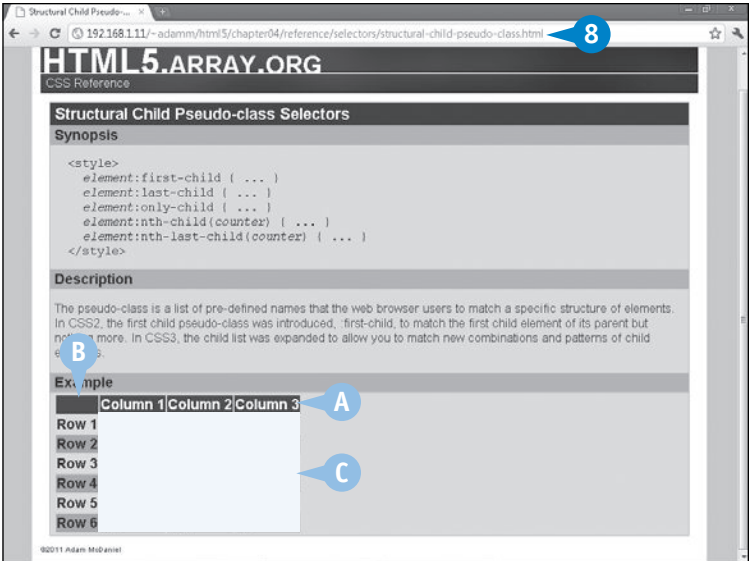 Structural Child Pseudo-...
192.168.1.11/~adamm/html5/chapter04/reference/selectors/structural-child-pseudo-class.html
8
HTML5.ARRAY.ORG
CSS Reference
Structural Child Pseudo-class Selectors
Synopsis
<style>
element:first-child { ... }
element:last-child { ... }
element:only-child { ... }
element:nth-child(counter) { ... }
element:nth-last-child(counter) { ... }
</style>
Description
The pseudo-class is a list of pre-defined names that the web browser users to match a specific structure of elements.
In CSS2, the first child pseudo-class was introduced, :first-child, to match the first child element of its parent but
more. In CSS3, the child list was expanded to allow you to match new combinations and patterns of child
B
Example
Column 1 Column 2 Column 3
A
Row 1
Row 2
Row 3
C
Row 4
Row 5
Row 6
©2011 Adam McDaniel